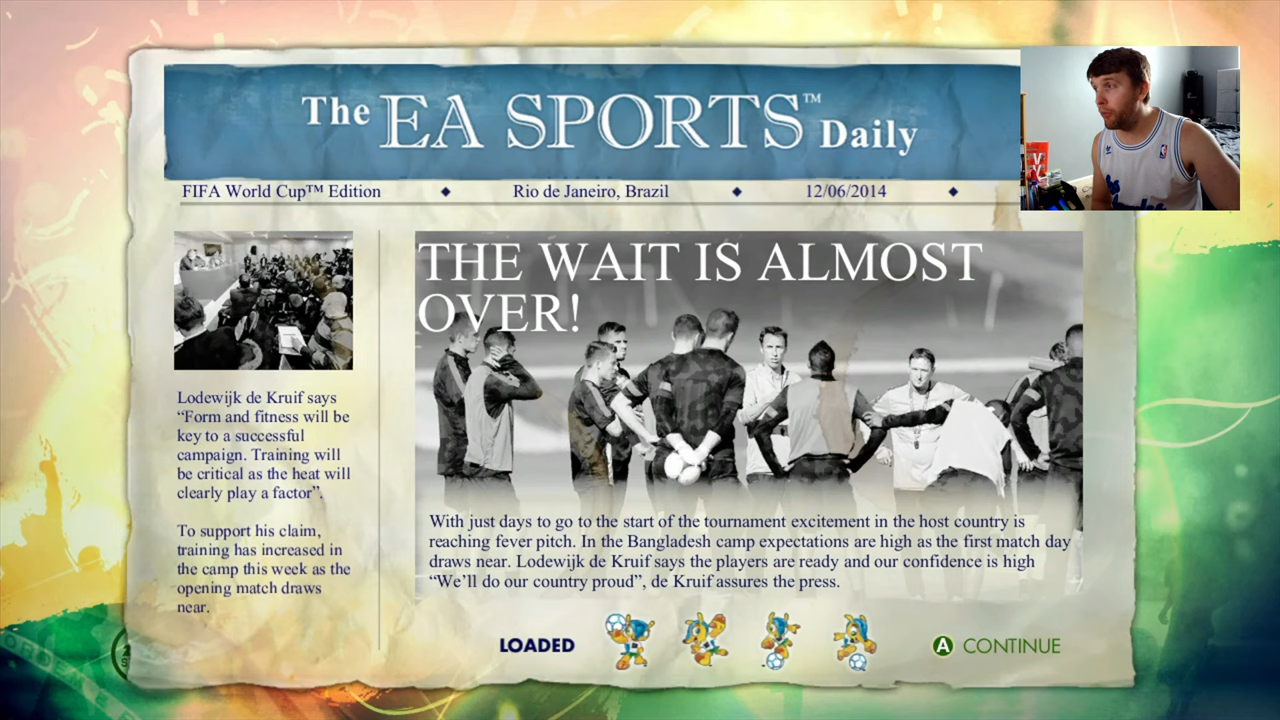 The EA SPORTS™ Daily
FIFA World Cup™ Edition ◆ Rio de Janeiro, Brazil ◆ 12/06/2014 ◆
THE WAIT IS ALMOST
OVER!
Lodewijk de Kruif says
“Form and fitness will be
key to a successful
campaign. Training will
be critical as the heat will
clearly play a factor”.
To support his claim,
training has increased in
the camp this week as the
opening match draws
near.
With just days to go to the start of the tournament excitement in the host country is
reaching fever pitch. In the Bangladesh camp expectations are high as the first match day
draws near. Lodewijk de Kruif says the players are ready and our confidence is high
“We’ll do our country proud”, de Kruif assures the press.
LOADED
A CONTINUE